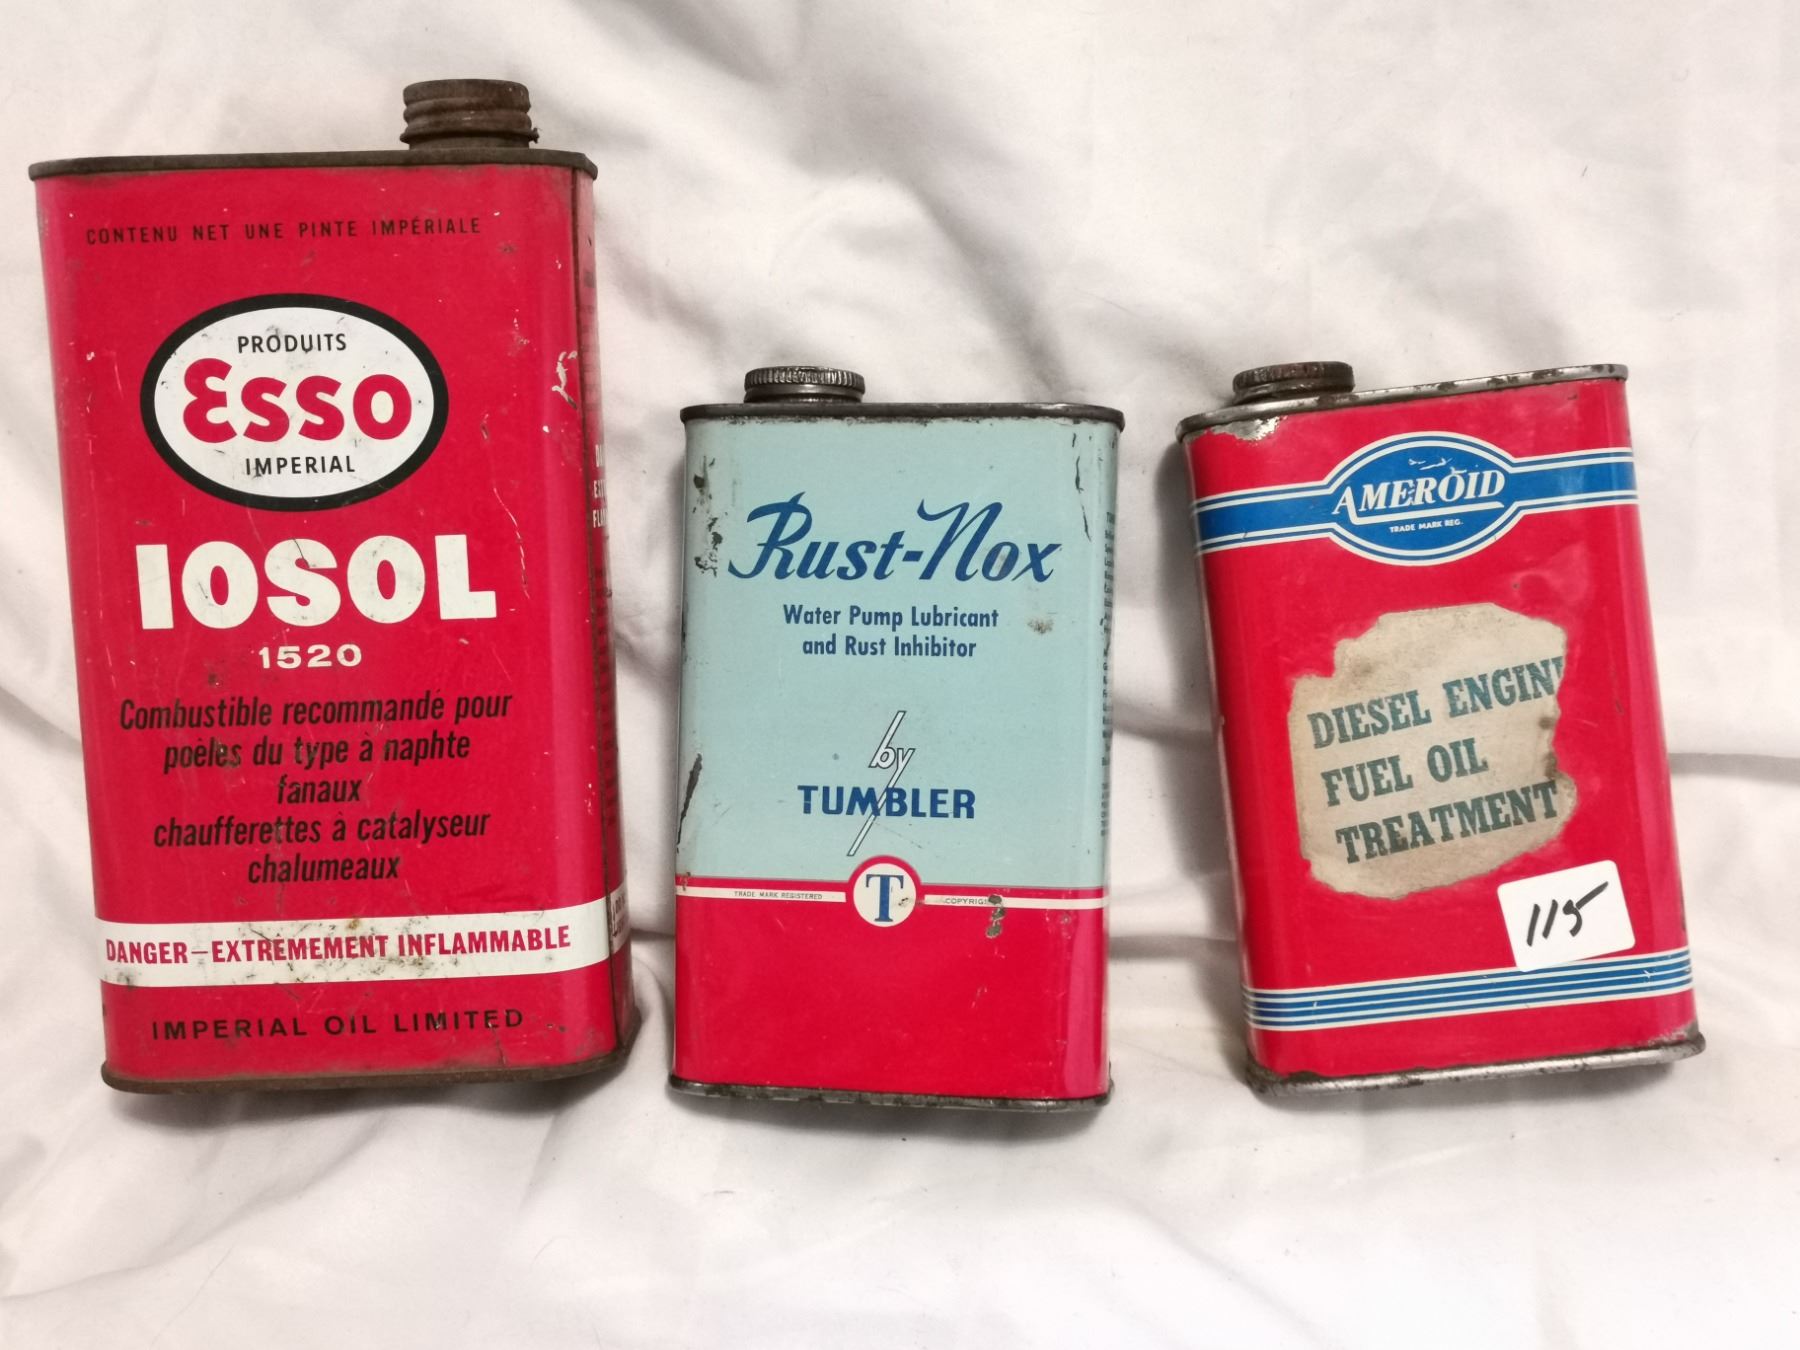 CONTENU NET UNE PINTE IMPÉRIALE
PRODUITS
Esso
IMPERIAL
IOSOL
1520
Combustible recommandé pour
poêles du type à naphte
fanaux
chaufferettes à catalyseur
chalumeaux
DANGER—EXTRÊMEMENT INFLAMMABLE
IMPERIAL OIL LIMITED
Rust-Nox
Water Pump Lubricant
and Rust Inhibitor
by
TUMBLER
TRADE MARK REGISTERED
T
AMEROID
TRADE MARK REG.
DIESEL ENGIN
FUEL OIL
TREATMENT
115